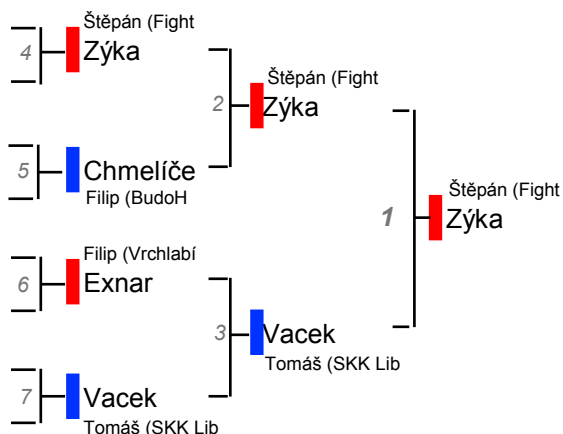 Štěpán (Fight
4
Zýka
Štěpán (Fight
2
Zýka
5
Chmelíče
Filip (BudoH
Štěpán (Fight
1
Zýka
Filip (Vrchlabí
6
Exnar
3
Vacek
Tomáš (SKK Lib
7
Vacek
Tomáš (SKK Lib